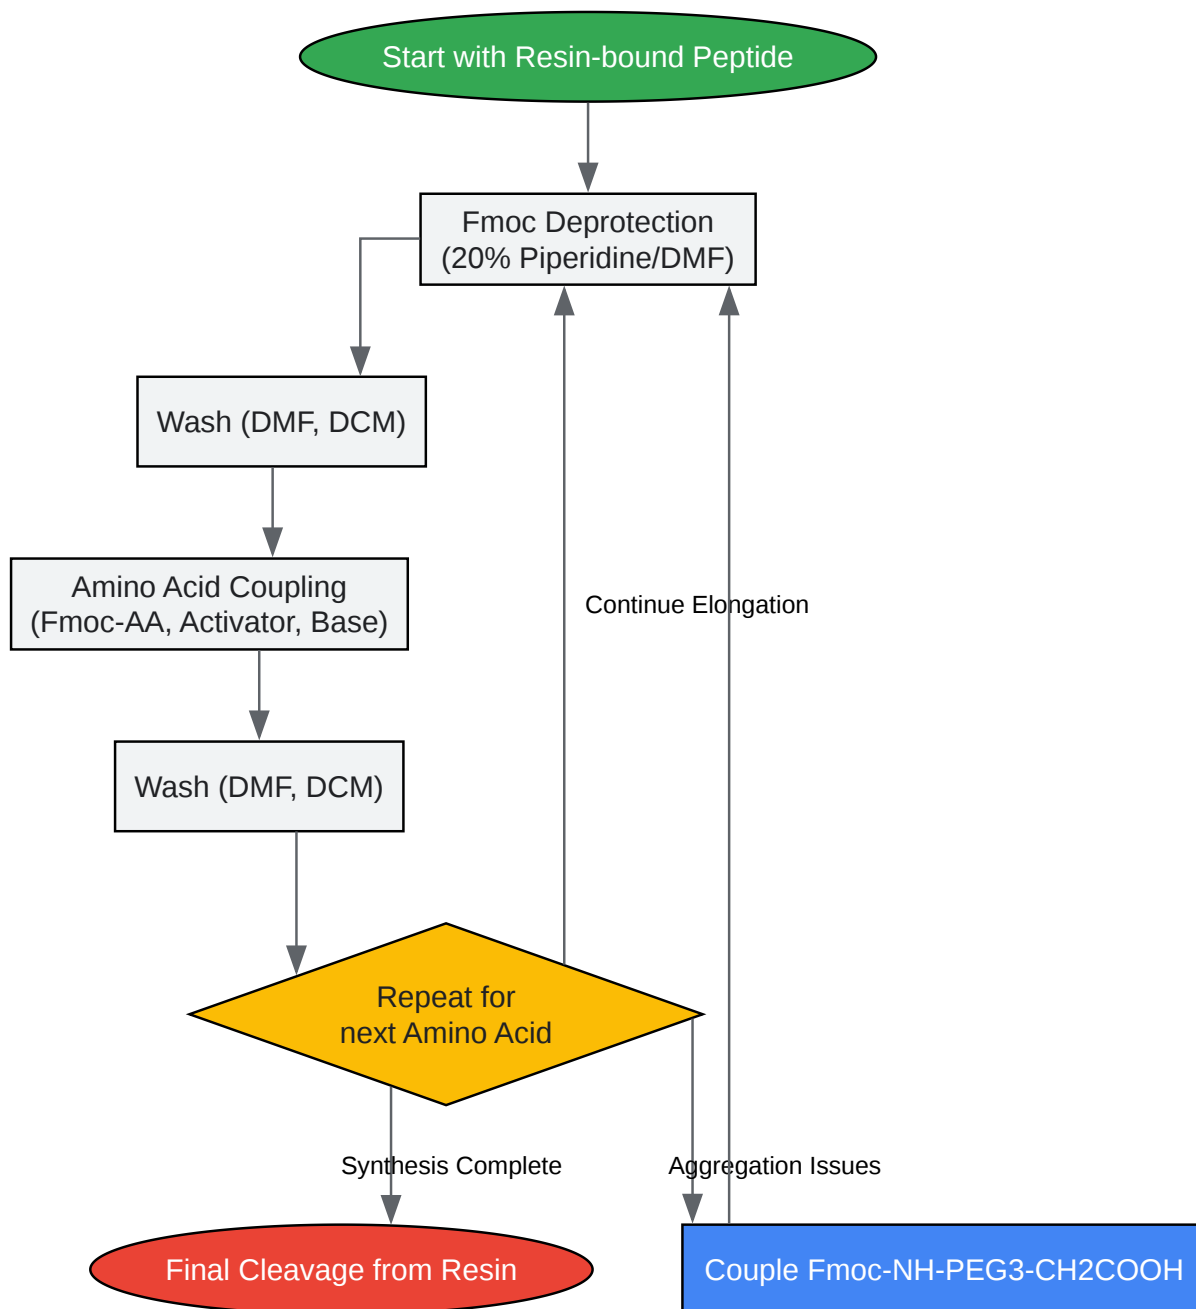 Start with Resin-bound Peptide
Fmoc Deprotection
(20% Piperidine/DMF)
Wash (DMF, DCM)
Amino Acid Coupling
(Fmoc-AA, Activator, Base)
Continue Elongation
Wash (DMF, DCM)
Repeat for
next Amino Acid
Synthesis Complete
Aggregation Issues
Final Cleavage from Resin
Couple Fmoc-NH-PEG3-CH2COOH